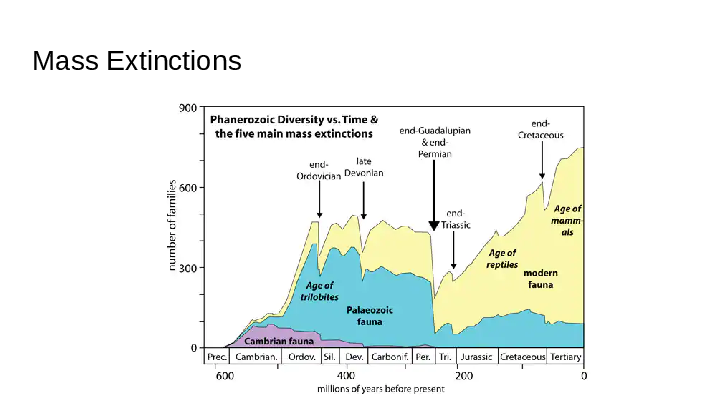 Mass Extinctions
900
Phanerozoic Diversity vs. Time &
the five main mass extinctions
end-Guadalupian
& end-
Permian
end-
Cretaceous
end-
Ordovician
late
Devonian
600
number of families
Age of
mamm-
als
end-
Triassic
Age of
reptiles
300
modern
fauna
Age of
trilobites
Palaeozoic
fauna
Cambrian fauna
0
Prec. Cambrian. Ordov. Sil. Dev. Carbonif. Per. Tri. Jurassic Cretaceous Tertiary
600 400 200 0
millions of years before present